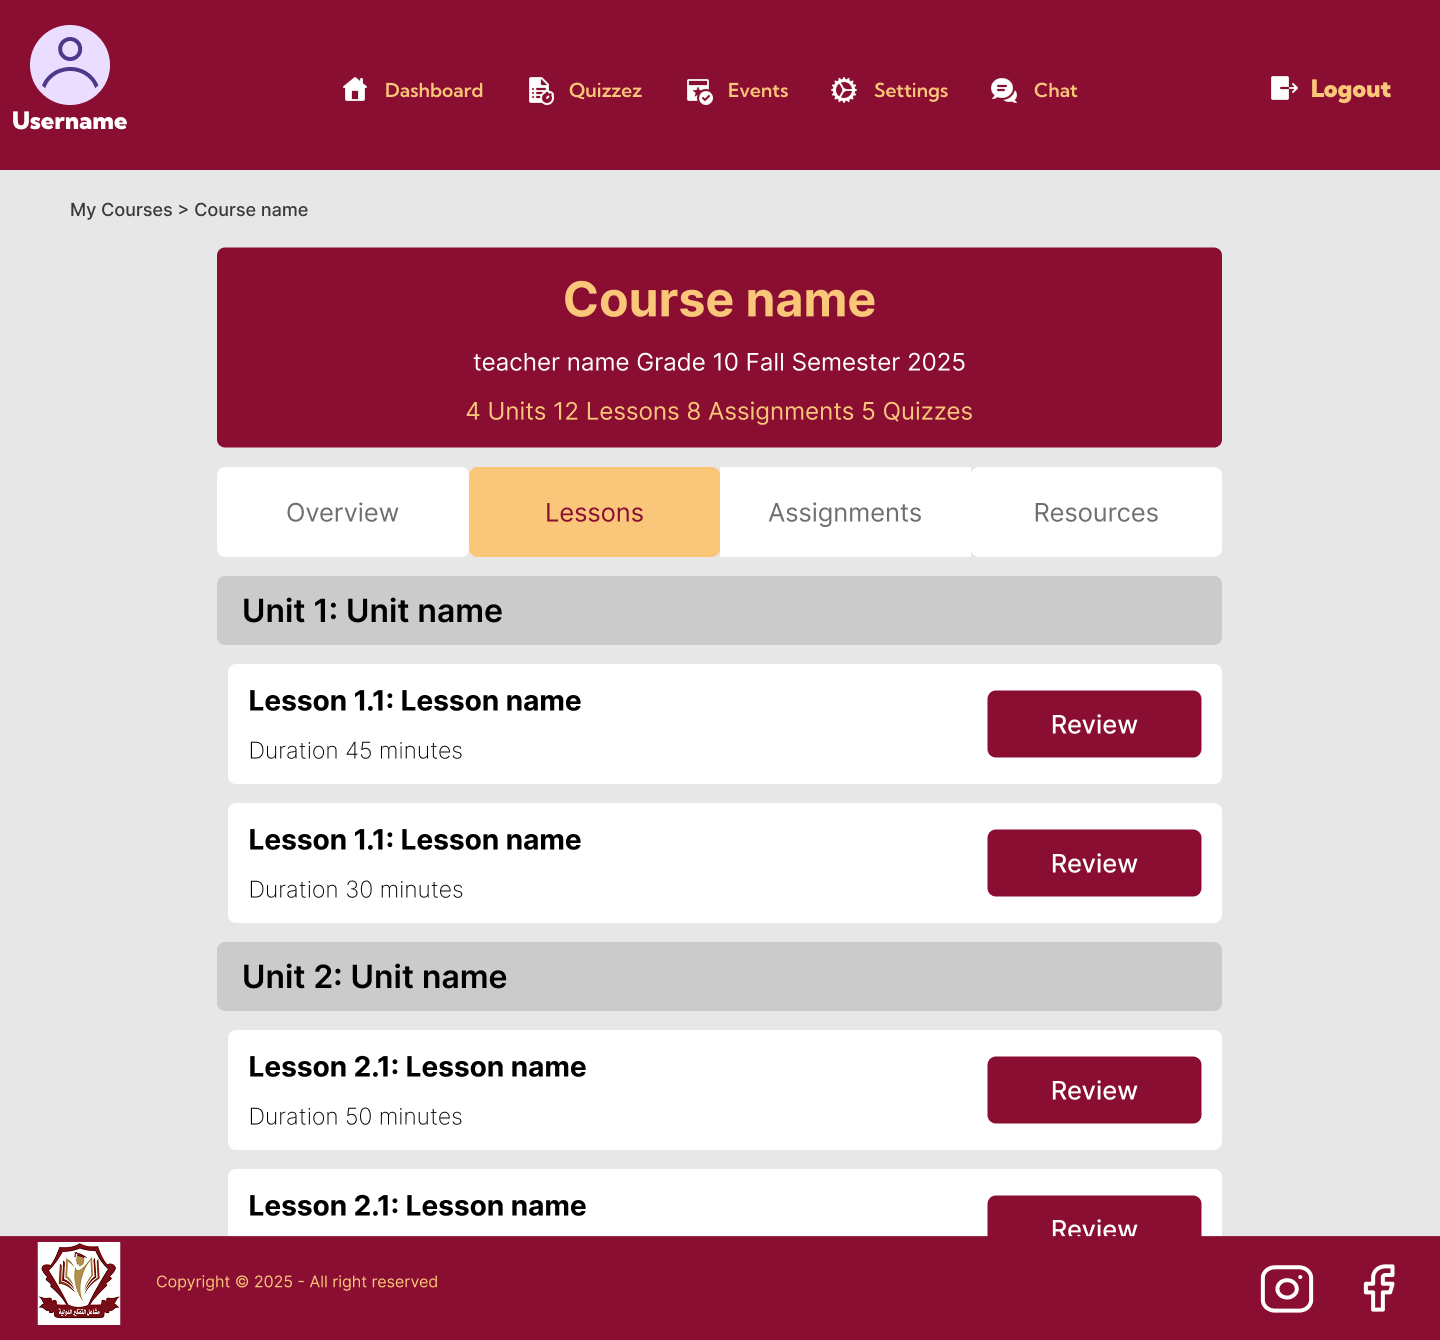 Username
Dashboard
Quizzez
Events
Settings
Chat
Logout
My Courses > Course name
Course name
teacher name Grade 10 Fall Semester 2025
4 Units 12 Lessons 8 Assignments 5 Quizzes
Overview
Lessons
Assignments
Resources
Unit 1: Unit name
Lesson 1.1: Lesson name
Duration 45 minutes
Review
Lesson 1.1: Lesson name
Duration 30 minutes
Review
Unit 2: Unit name
Lesson 2.1: Lesson name
Duration 50 minutes
Review
Lesson 2.1: Lesson name
Review
مشاعل التفكير الدولية
Copyright © 2025 - All right reserved